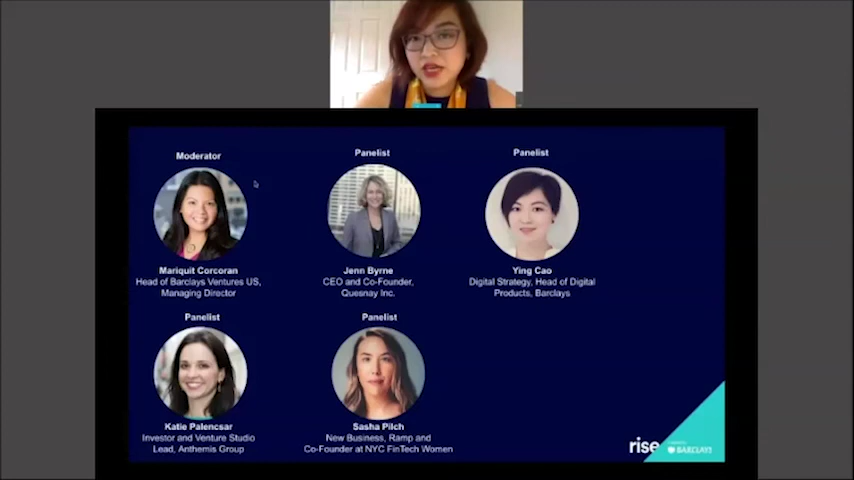 Moderator
Mariquit Corcoran
Head of Barclays Ventures US,
Managing Director
Panelist
Jenn Byrne
CEO and Co-Founder,
Quesnay Inc.
Panelist
Ying Cao
Digital Strategy, Head of Digital
Products, Barclays
Panelist
Katie Palencsar
Investor and Venture Studio
Lead, Anthemis Group
Panelist
Sasha Pilch
New Business, Ramp and
Co-Founder at NYC FinTech Women
rise
BARCLAYS